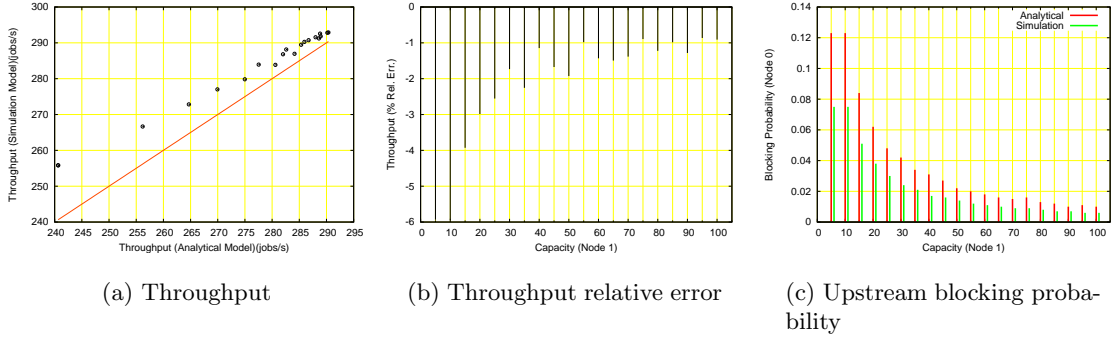 300
290
280
270
260
250
240
240 245 250 255 260 265 270 275 280 285 290 295
Throughput (Simulation Model)(jobs/s)
Throughput (Analytical Model)(jobs/s)
(a) Throughput
0
-1
-2
-3
-4
-5
-6
0 10 20 30 40 50 60 70 80 90 100
Throughput (% Rel. Err.)
Capacity (Node 1)
(b) Throughput relative error
Analytical
Simulation
0.14
0.12
0.1
0.08
0.06
0.04
0.02
0
0 10 20 30 40 50 60 70 80 90 100
Blocking Probability (Node 0)
Capacity (Node 1)
(c) Upstream blocking proba-
bility